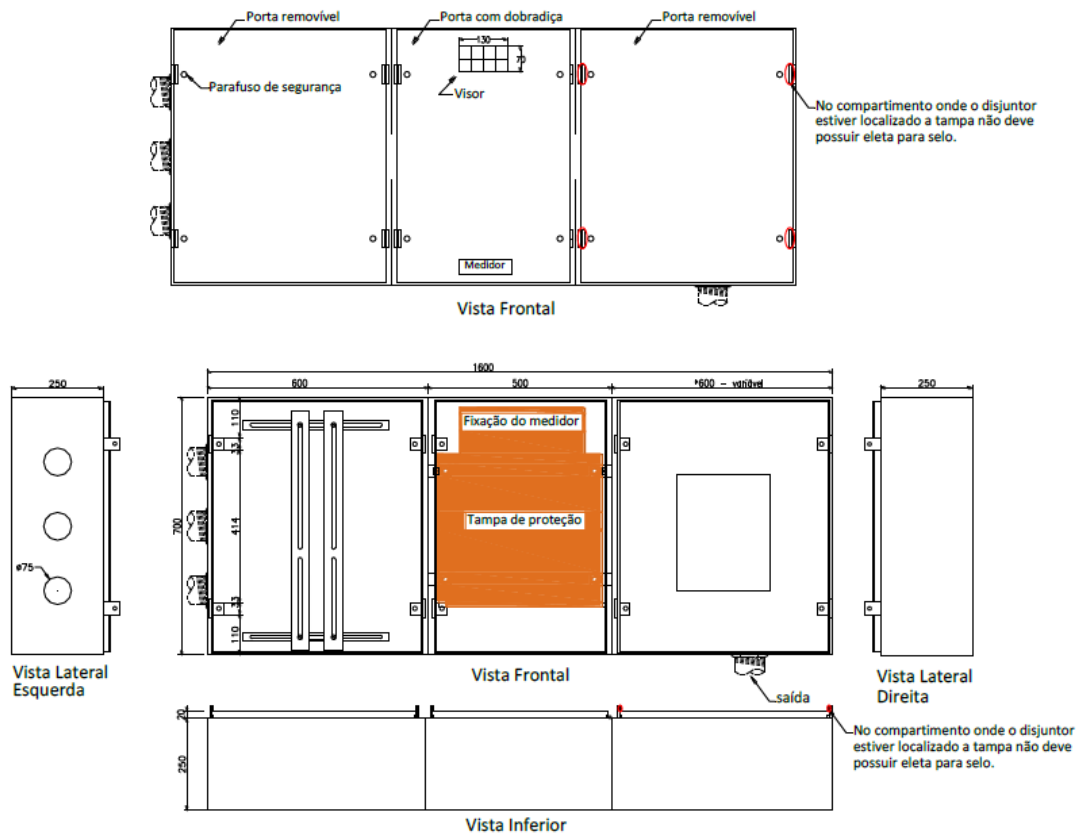 Porta removível
Porta com dobradiça
Porta removível
130
70
Parafuso de segurança
Visor
No compartimento onde o disjuntor
estiver localizado a tampa não deve
possuir eleta para selo.
Medidor
Vista Frontal
1600
250
600
500
*600 - variável
250
110
Fixação do medidor
33
700
414
Tampa de proteção
ø75
33
110
Vista Lateral
Esquerda
Vista Frontal
saída
Vista Lateral
Direita
20
No compartimento onde o disjuntor
estiver localizado a tampa não deve
possuir eleta para selo.
250
Vista Inferior